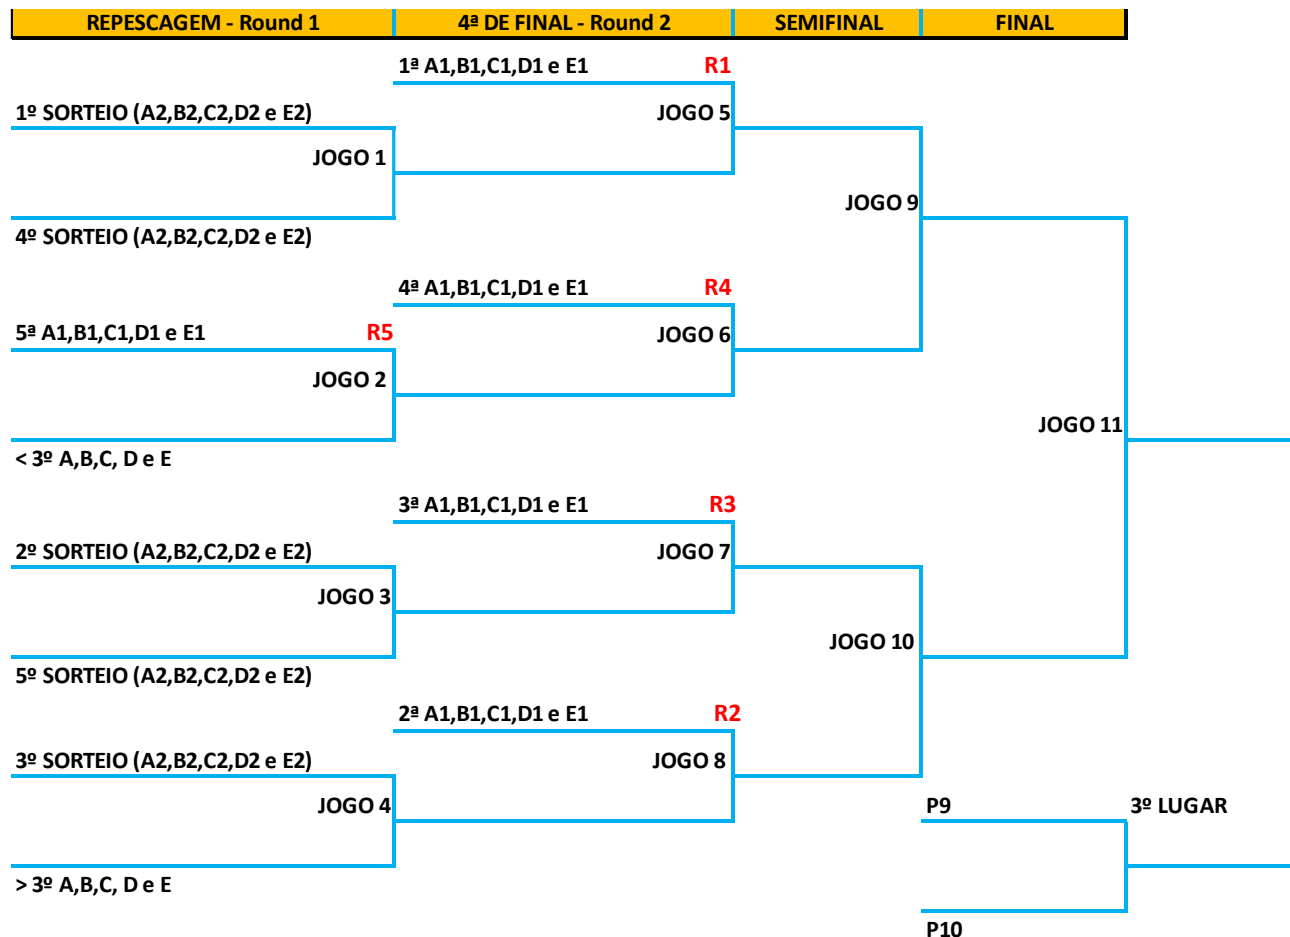 REPESCAGEM - Round 1 4ª DE FINAL - Round 2 SEMIFINAL FINAL
1ª A1,B1,C1,D1 e E1 R1
1º SORTEIO (A2,B2,C2,D2 e E2) JOGO 5
JOGO 1
JOGO 9
4º SORTEIO (A2,B2,C2,D2 e E2)
4ª A1,B1,C1,D1 e E1 R4
5ª A1,B1,C1,D1 e E1 R5 JOGO 6
JOGO 2
JOGO 11
< 3º A,B,C, D e E
3ª A1,B1,C1,D1 e E1 R3
2º SORTEIO (A2,B2,C2,D2 e E2) JOGO 7
JOGO 3
JOGO 10
5º SORTEIO (A2,B2,C2,D2 e E2)
2ª A1,B1,C1,D1 e E1 R2
3º SORTEIO (A2,B2,C2,D2 e E2) JOGO 8
JOGO 4 P9 3º LUGAR
> 3º A,B,C, D e E
P10